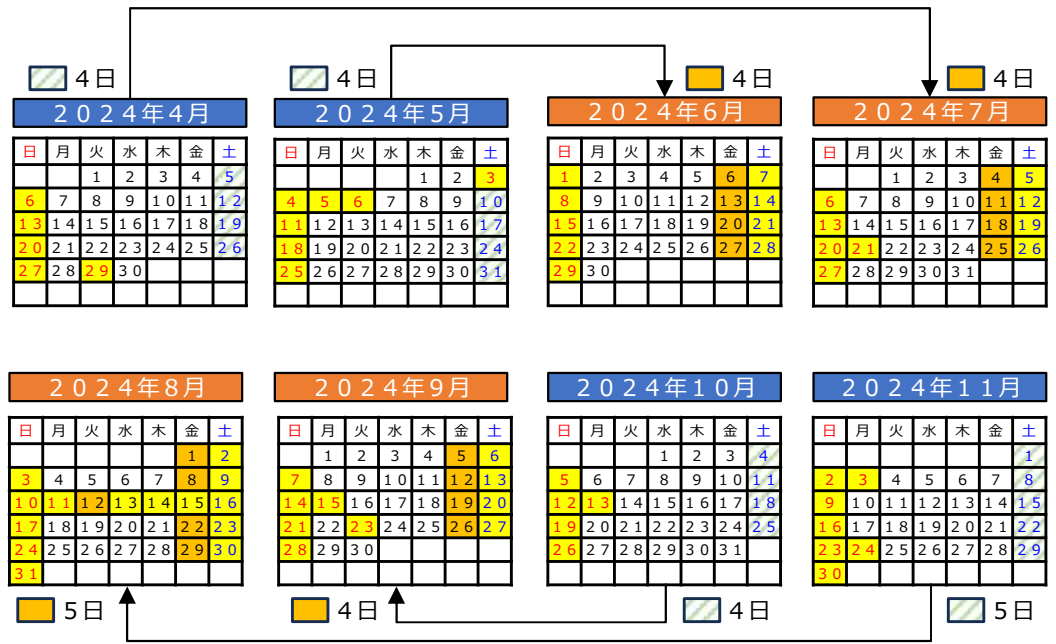 4日 4日 4日 4日
2024年4月
日 月 火 水 木 金 土
1 2 3 4 5
6 7 8 9 10 11 12
13 14 15 16 17 18 19
20 21 22 23 24 25 26
27 28 29 30
2024年5月
日 月 火 水 木 金 土
1 2 3
4 5 6 7 8 9 10
11 12 13 14 15 16 17
18 19 20 21 22 23 24
25 26 27 28 29 30 31
2024年6月
日 月 火 水 木 金 土
1 2 3 4 5 6 7
8 9 10 11 12 13 14
15 16 17 18 19 20 21
22 23 24 25 26 27 28
29 30
2024年7月
日 月 火 水 木 金 土
1 2 3 4 5
6 7 8 9 10 11 12
13 14 15 16 17 18 19
20 21 22 23 24 25 26
27 28 29 30 31
2024年8月
日 月 火 水 木 金 土
1 2
3 4 5 6 7 8 9
10 11 12 13 14 15 16
17 18 19 20 21 22 23
24 25 26 27 28 29 30
31
2024年9月
日 月 火 水 木 金 土
1 2 3 4 5 6
7 8 9 10 11 12 13
14 15 16 17 18 19 20
21 22 23 24 25 26 27
28 29 30
2024年10月
日 月 火 水 木 金 土
1 2 3 4
5 6 7 8 9 10 11
12 13 14 15 16 17 18
19 20 21 22 23 24 25
26 27 28 29 30 31
2024年11月
日 月 火 水 木 金 土
1
2 3 4 5 6 7 8
9 10 11 12 13 14 15
16 17 18 19 20 21 22
23 24 25 26 27 28 29
30
5日 4日 4日 5日